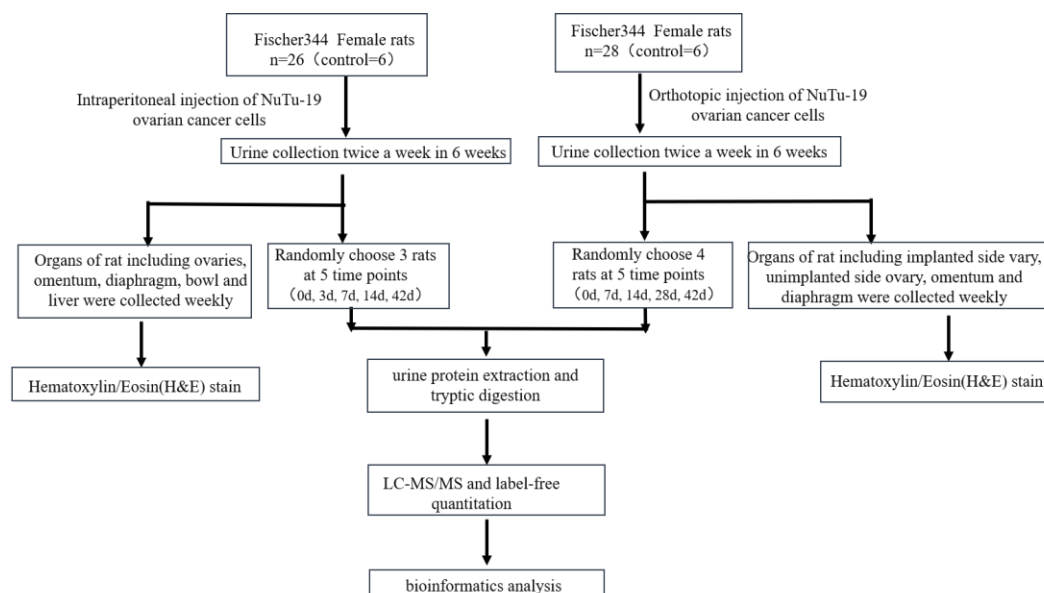 Fischer344 Female rats
n=26（control=6）
Fischer344 Female rats
n=28（control=6）
Intraperitoneal injection of NuTu-19
ovarian cancer cells
Orthotopic injection of NuTu-19
ovarian cancer cells
Urine collection twice a week in 6 weeks
Urine collection twice a week in 6 weeks
Organs of rat including ovaries,
omentum, diaphragm, bowl and
liver were collected weekly
Randomly choose 3 rats
at 5 time points
（0d, 3d, 7d, 14d, 42d）
Randomly choose 4
rats at 5 time points
（0d, 7d, 14d, 28d, 42d）
Organs of rat including implanted side vary,
unimplanted side ovary, omentum and
diaphragm were collected weekly
Hematoxylin/Eosin(H&E) stain
urine protein extraction and
tryptic digestion
Hematoxylin/Eosin(H&E) stain
LC-MS/MS and label-free
quantitation
bioinformatics analysis